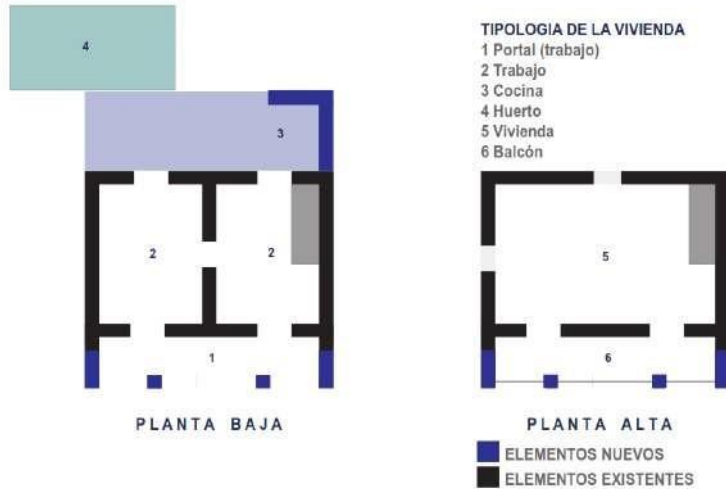 4
TIPOLOGIA DE LA VIVIENDA
1 Portal (trabajo)
2 Trabajo
3 Cocina
4 Huerto
5 Vivienda
6 Balcón
3
2
2
1
PLANTA BAJA
5
6
PLANTA ALTA
ELEMENTOS NUEVOS
ELEMENTOS EXISTENTES